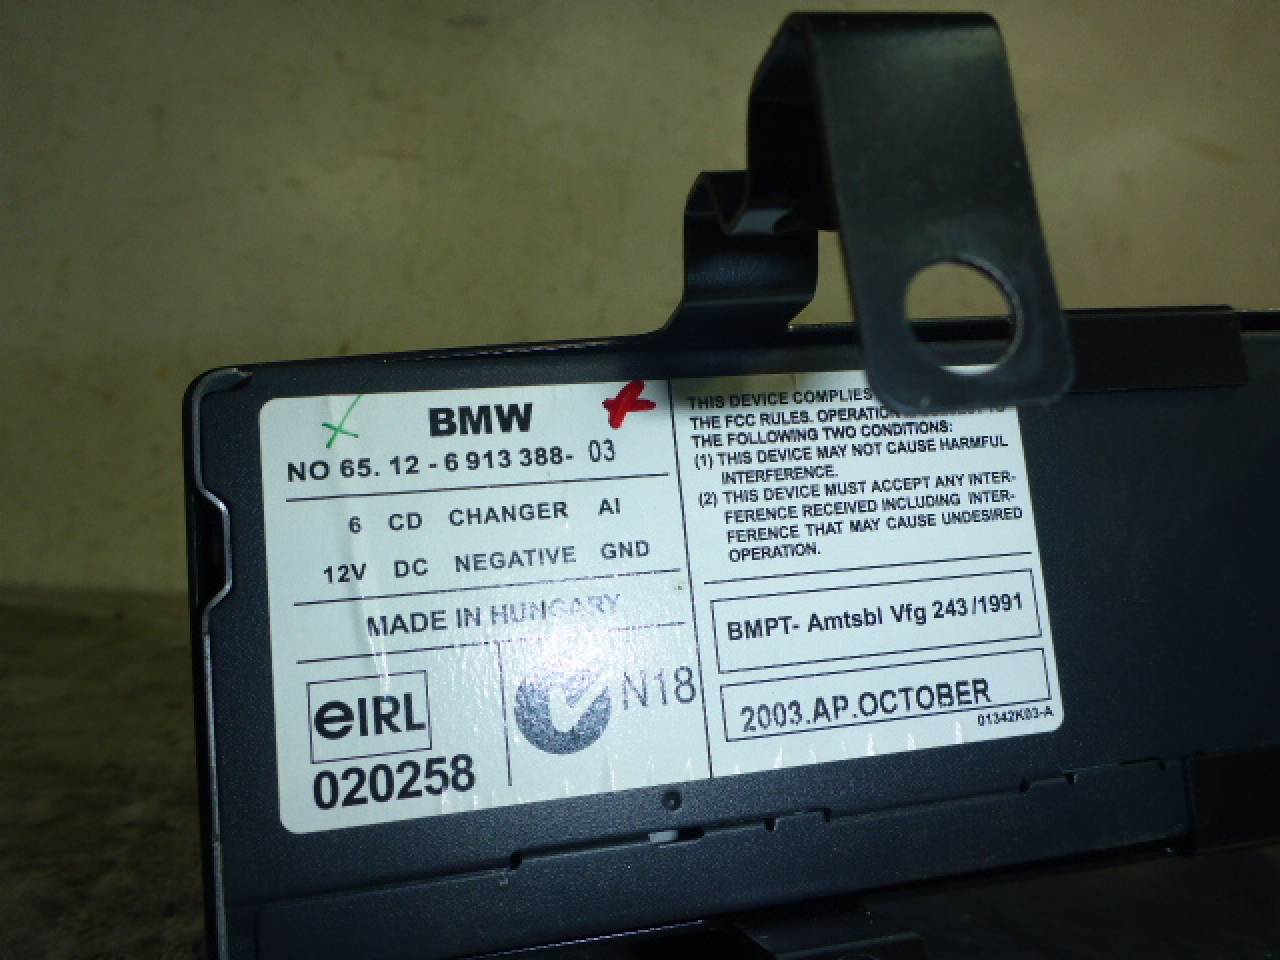 BMW
NO 65. 12 - 6 913 388- 03
6 CD CHANGER AI
12V DC NEGATIVE GND
MADE IN HUNGARY
eIRL
020258
N18
THIS DEVICE COMPLIES
THE FCC RULES. OPERATION
THE FOLLOWING TWO CONDITIONS:
(1) THIS DEVICE MAY NOT CAUSE HARMFUL
INTERFERENCE.
(2) THIS DEVICE MUST ACCEPT ANY INTER-
FERENCE RECEIVED INCLUDING INTER-
FERENCE THAT MAY CAUSE UNDESIRED
OPERATION.
BMPT- Amtsbl Vfg 243/1991
2003.AP.OCTOBER
01342K03-A